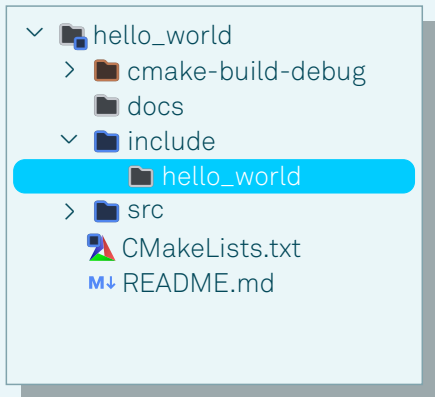 hello_world
cmake-build-debug
docs
include
hello_world
src
CMakeLists.txt
M↓ README.md